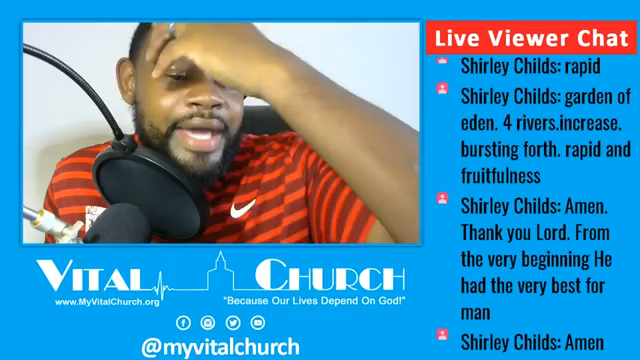 Live Viewer Chat
Shirley Childs: rapid
Shirley Childs: garden of
eden. 4 rivers.increase.
bursting forth. rapid and
fruitfulness
Shirley Childs: Amen.
Thank you Lord. From
the very beginning He
had the very best for
man
Shirley Childs: Amen
VITAL CHURCH
www.MyVitalChurch.org
"Because Our Lives Depend On God!"
@myvitalchurch